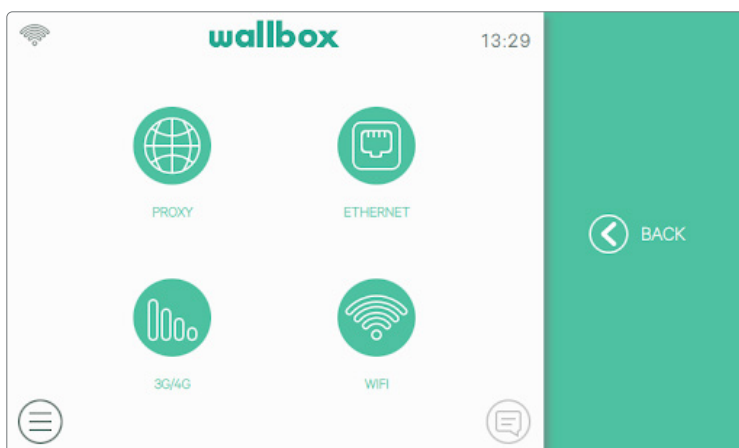 wallbox
13:29
PROXY
ETHERNET
BACK
3G/4G
WIFI